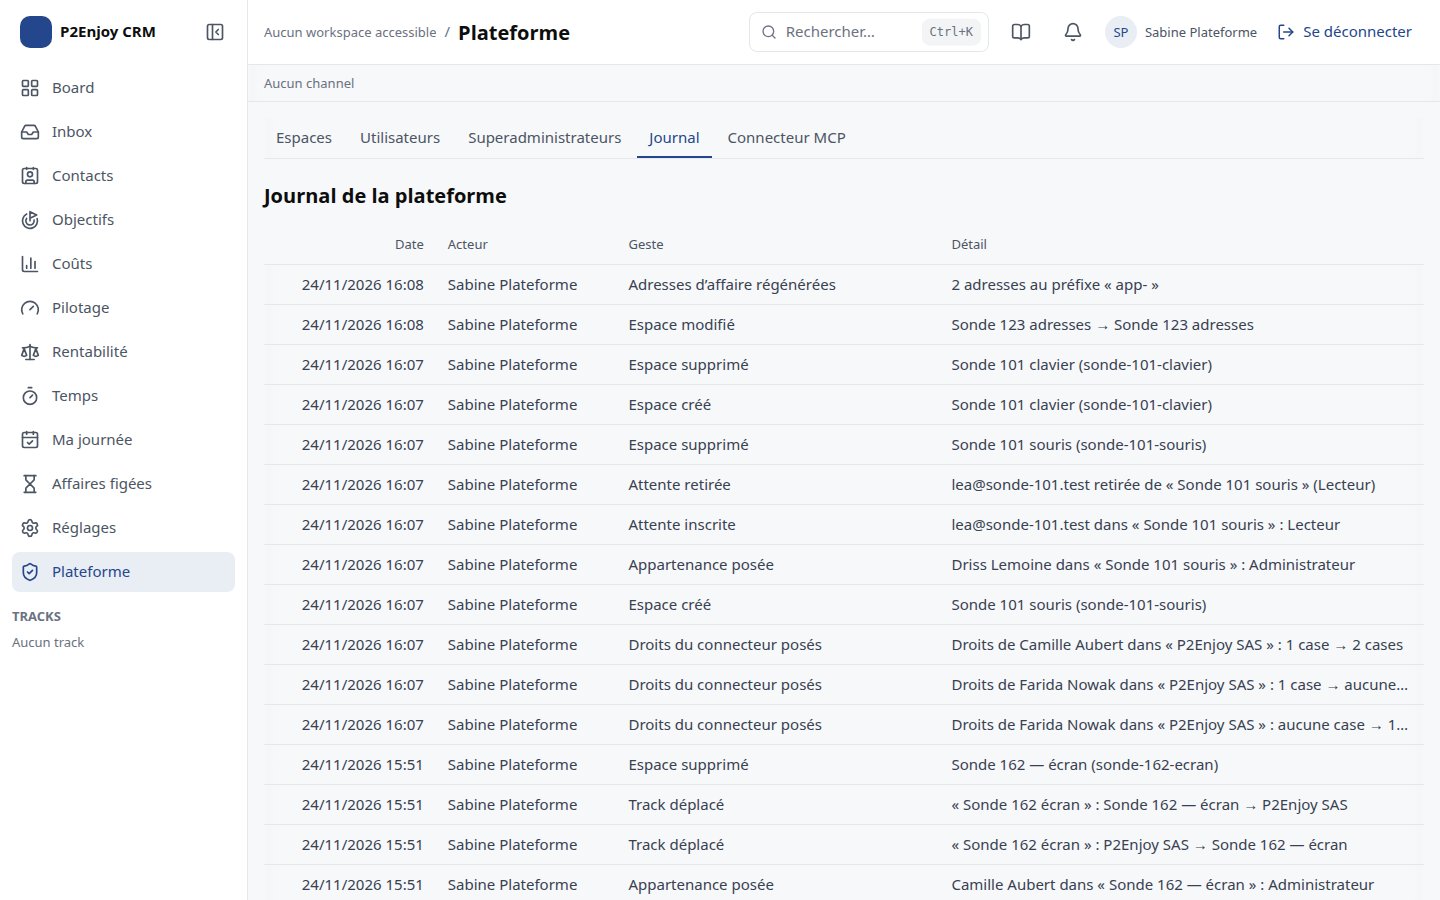 P2Enjoy CRM
Aucun workspace accessible / Plateforme
Rechercher... Ctrl+K
SP Sabine Plateforme
Se déconnecter
Aucun channel
Board
Inbox
Contacts
Objectifs
Coûts
Pilotage
Rentabilité
Temps
Ma journée
Affaires figées
Réglages
Plateforme
TRACKS
Aucun track
Espaces Utilisateurs Superadministrateurs Journal Connecteur MCP
Journal de la plateforme
Date Acteur Geste Détail
24/11/2026 16:08 Sabine Plateforme Adresses d’affaire régénérées 2 adresses au préfixe « app- »
24/11/2026 16:08 Sabine Plateforme Espace modifié Sonde 123 adresses → Sonde 123 adresses
24/11/2026 16:07 Sabine Plateforme Espace supprimé Sonde 101 clavier (sonde-101-clavier)
24/11/2026 16:07 Sabine Plateforme Espace créé Sonde 101 clavier (sonde-101-clavier)
24/11/2026 16:07 Sabine Plateforme Espace supprimé Sonde 101 souris (sonde-101-souris)
24/11/2026 16:07 Sabine Plateforme Attente retirée lea@sonde-101.test retirée de « Sonde 101 souris » (Lecteur)
24/11/2026 16:07 Sabine Plateforme Attente inscrite lea@sonde-101.test dans « Sonde 101 souris » : Lecteur
24/11/2026 16:07 Sabine Plateforme Appartenance posée Driss Lemoine dans « Sonde 101 souris » : Administrateur
24/11/2026 16:07 Sabine Plateforme Espace créé Sonde 101 souris (sonde-101-souris)
24/11/2026 16:07 Sabine Plateforme Droits du connecteur posés Droits de Camille Aubert dans « P2Enjoy SAS » : 1 case → 2 cases
24/11/2026 16:07 Sabine Plateforme Droits du connecteur posés Droits de Farida Nowak dans « P2Enjoy SAS » : 1 case → aucune...
24/11/2026 16:07 Sabine Plateforme Droits du connecteur posés Droits de Farida Nowak dans « P2Enjoy SAS » : aucune case → 1...
24/11/2026 15:51 Sabine Plateforme Espace supprimé Sonde 162 — écran (sonde-162-ecran)
24/11/2026 15:51 Sabine Plateforme Track déplacé « Sonde 162 écran » : Sonde 162 — écran → P2Enjoy SAS
24/11/2026 15:51 Sabine Plateforme Track déplacé « Sonde 162 écran » : P2Enjoy SAS → Sonde 162 — écran
24/11/2026 15:51 Sabine Plateforme Appartenance posée Camille Aubert dans « Sonde 162 — écran » : Administrateur